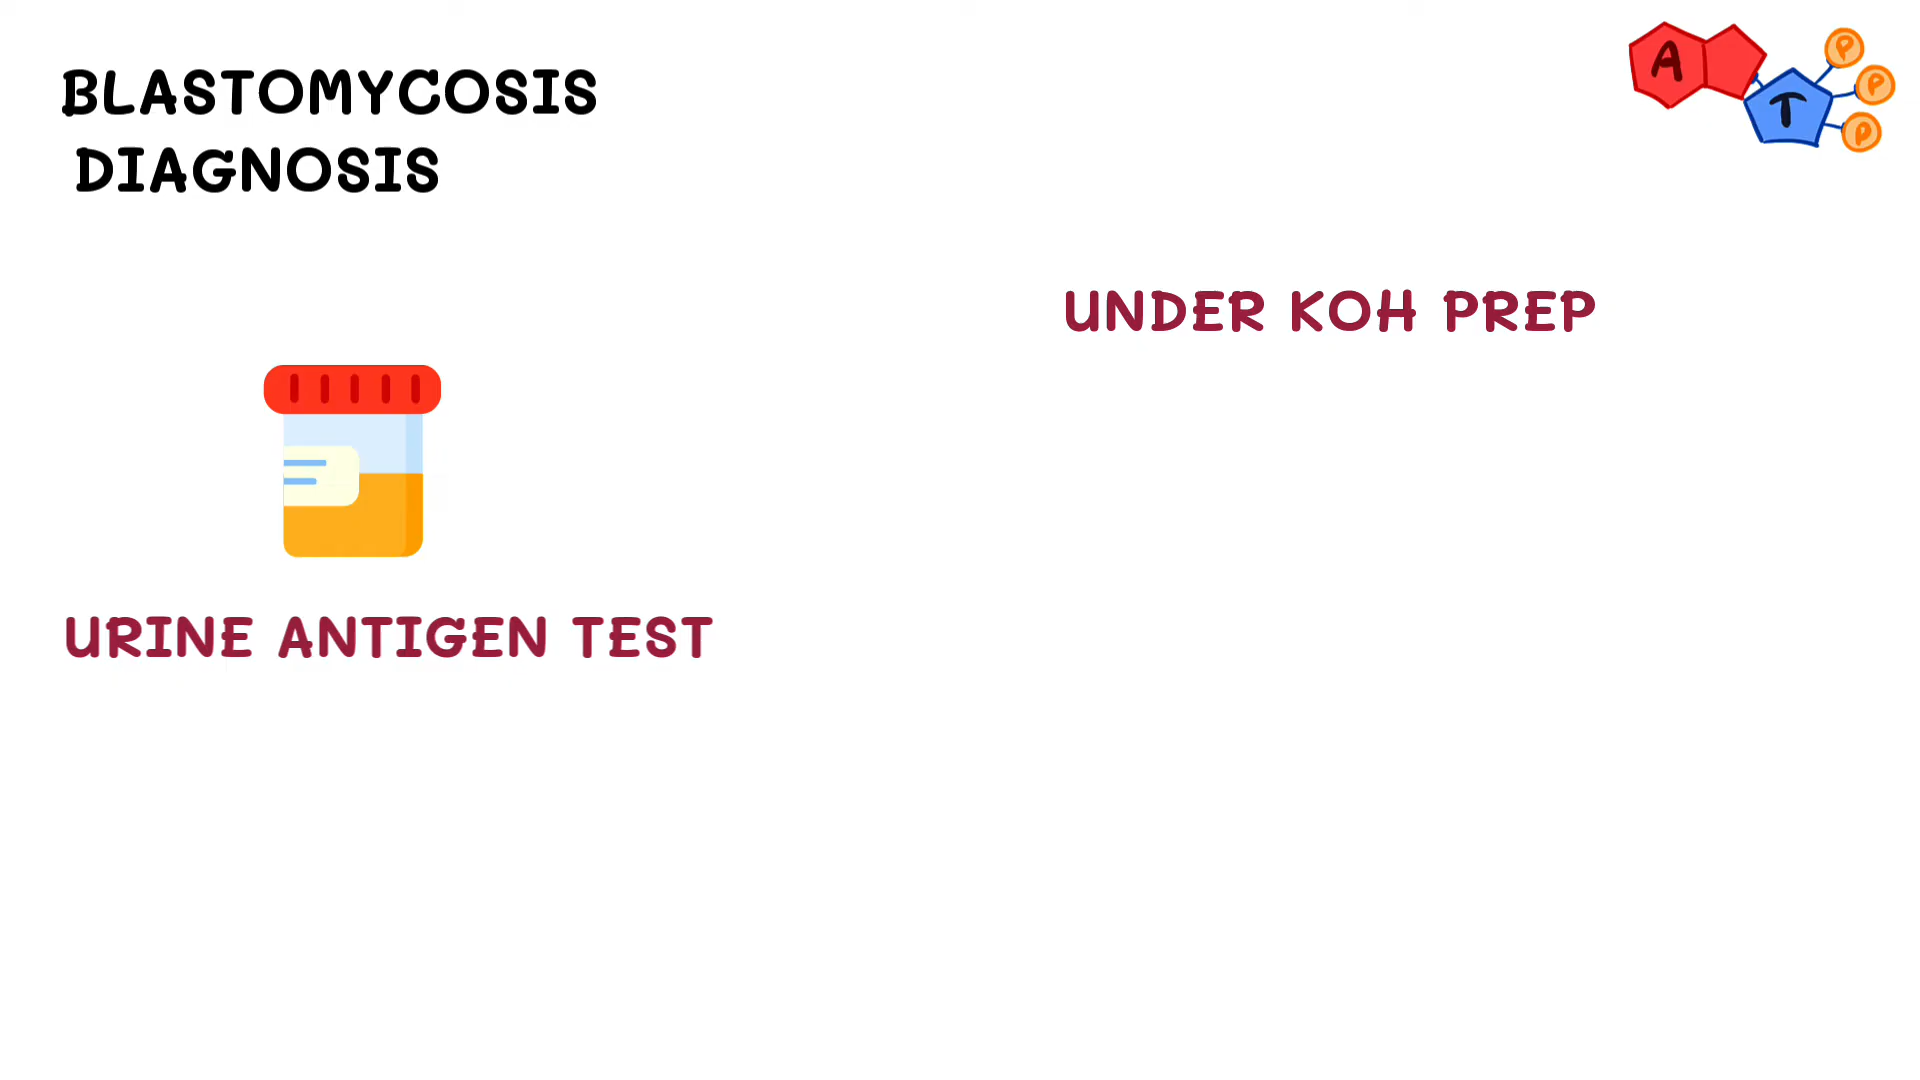 BLASTOMYCOSIS
DIAGNOSIS
A
T
P
P
P
UNDER KOH PREP
URINE ANTIGEN TEST